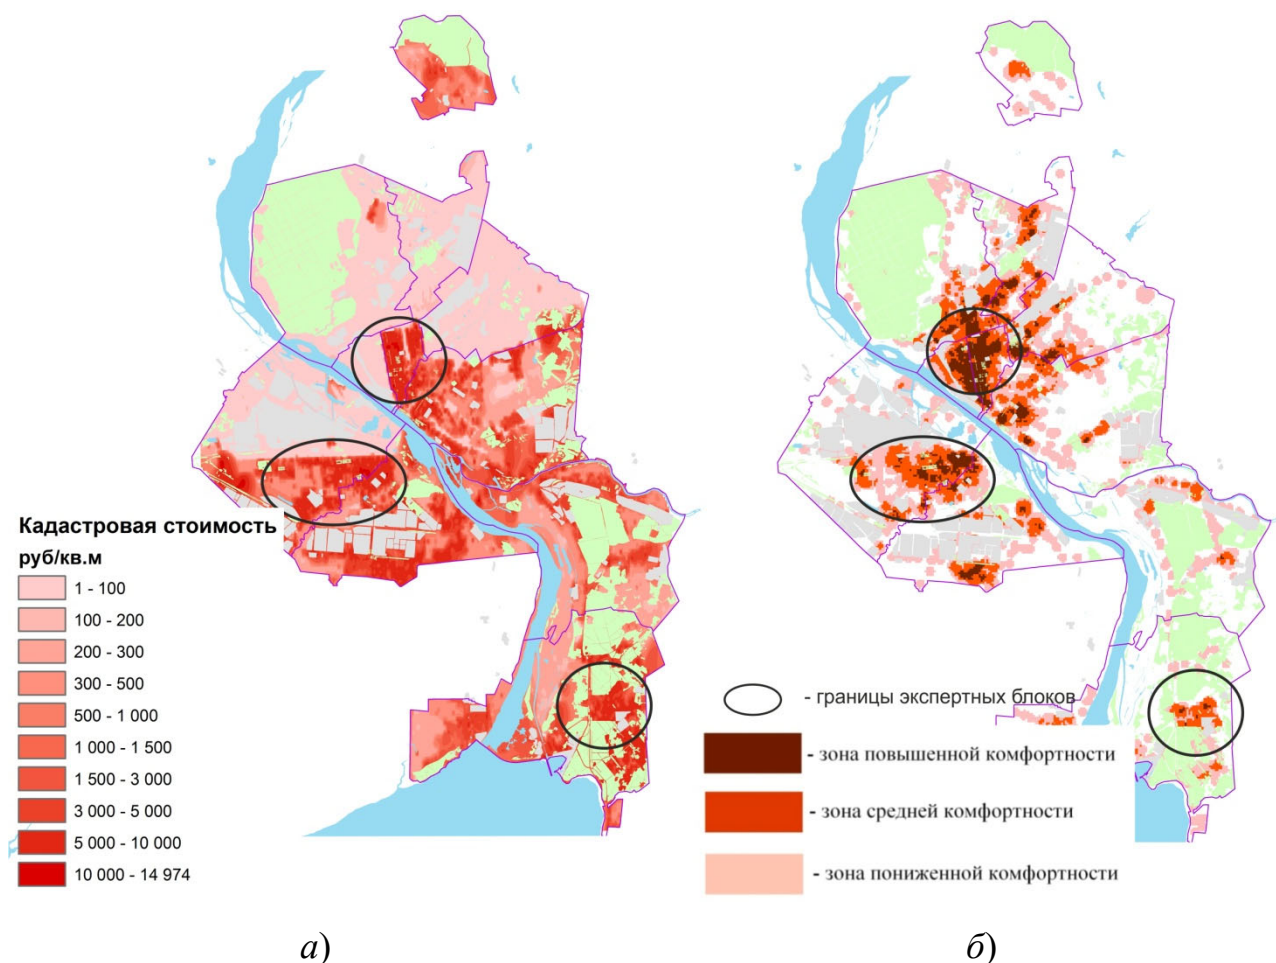 Кадастровая стоимость
руб/кв.м
1 - 100
100 - 200
200 - 300
300 - 500
500 - 1 000
1 000 - 1 500
1 500 - 3 000
3 000 - 5 000
5 000 - 10 000
10 000 - 14 974
- границы экспертных блоков
- зона повышенной комфортности
- зона средней комфортности
- зона пониженной комфортности
а)
б)